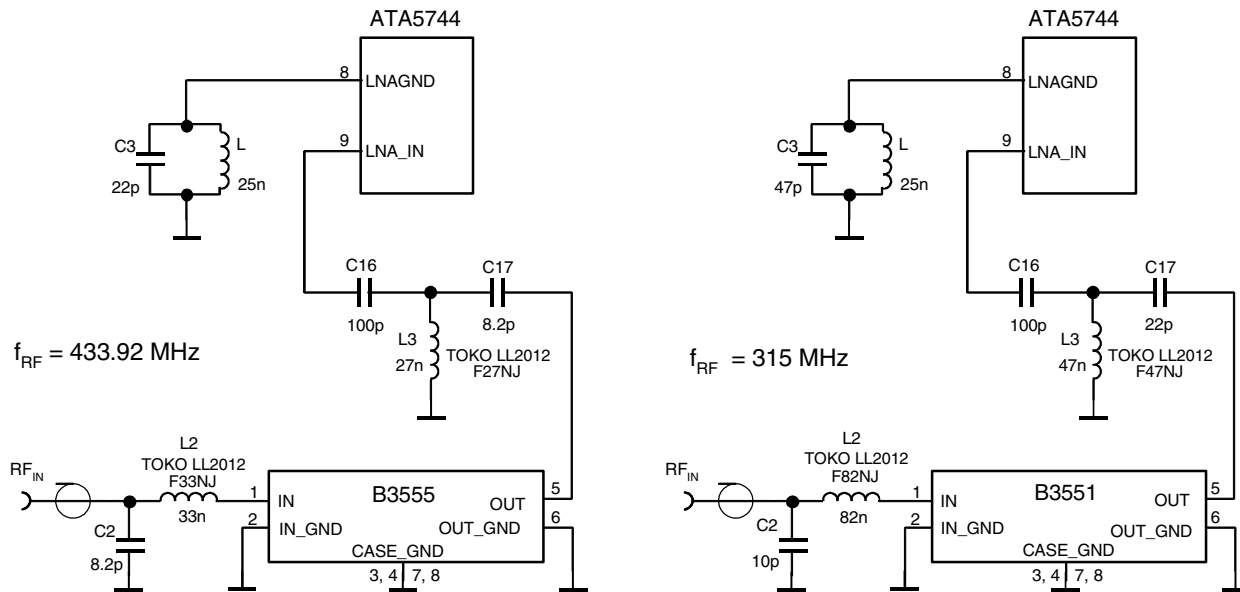 ATA5744
8
LNAGND
C3
L
9
LNA_IN
22p
25n
C16
C17
100p
8.2p
L3
27n
TOKO LL2012
F27NJ
fRF = 433.92 MHz
L2
TOKO LL2012
F33NJ
33n
RFIN
C2
8.2p
1
IN
B3555
OUT
5
2
IN_GND
OUT_GND
6
CASE_GND
3, 4
7, 8
ATA5744
8
LNAGND
C3
L
9
LNA_IN
47p
25n
C16
C17
100p
22p
L3
47n
TOKO LL2012
F47NJ
fRF = 315 MHz
L2
TOKO LL2012
F82NJ
82n
RFIN
C2
10p
1
IN
B3551
OUT
5
2
IN_GND
OUT_GND
6
CASE_GND
3, 4
7, 8